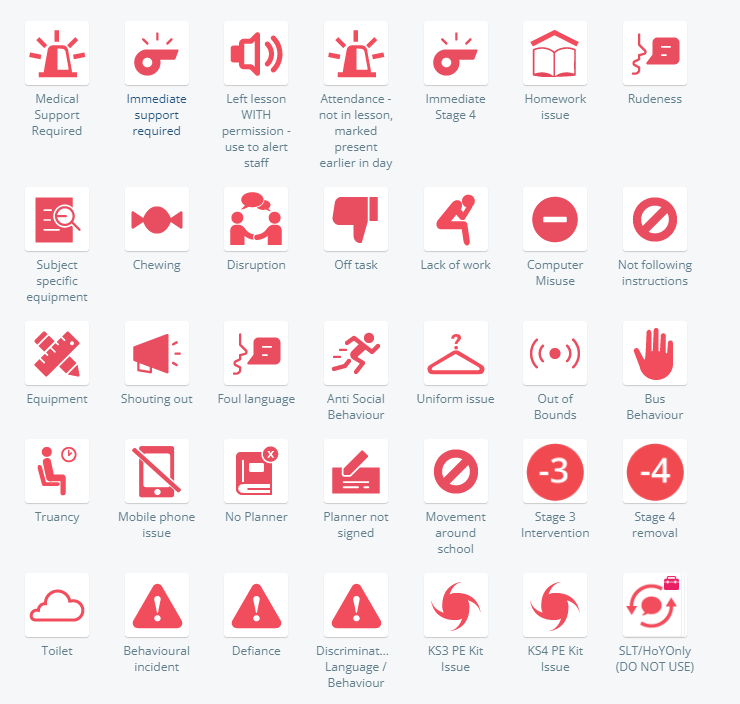 Medical
Support
Required
Immediate
support
required
Left lesson
WITH
permission -
use to alert
staff
Attendance -
not in lesson,
marked
present
earlier in day
Immediate
Stage 4
Homework
issue
Rudeness
Subject
specific
equipment
Chewing
Disruption
Off task
Lack of work
Computer
Misuse
Not following
instructions
Equipment
Shouting out
Foul language
Anti Social
Behaviour
?
Uniform issue
Out of
Bounds
Bus
Behaviour
Truancy
Mobile phone
issue
x
No Planner
Planner not
signed
Movement
around
school
-3
Stage 3
Intervention
-4
Stage 4
removal
Toilet
!
Behavioural
incident
!
Defiance
!
Discriminat...
Language /
Behaviour
KS3 PE Kit
Issue
KS4 PE Kit
Issue
SLT/HoYOnly
(DO NOT USE)